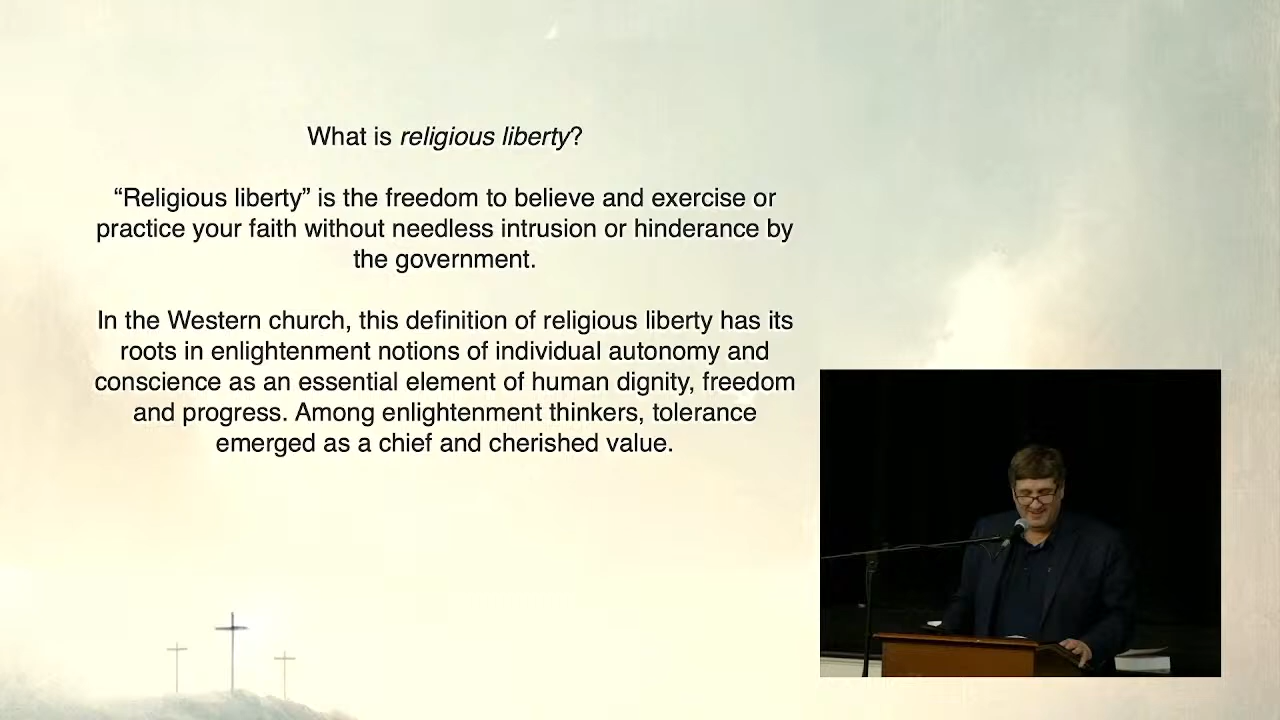 What is religious liberty?
“Religious liberty” is the freedom to believe and exercise or
practice your faith without needless intrusion or hinderance by
the government.
In the Western church, this definition of religious liberty has its
roots in enlightenment notions of individual autonomy and
conscience as an essential element of human dignity, freedom
and progress. Among enlightenment thinkers, tolerance
emerged as a chief and cherished value.